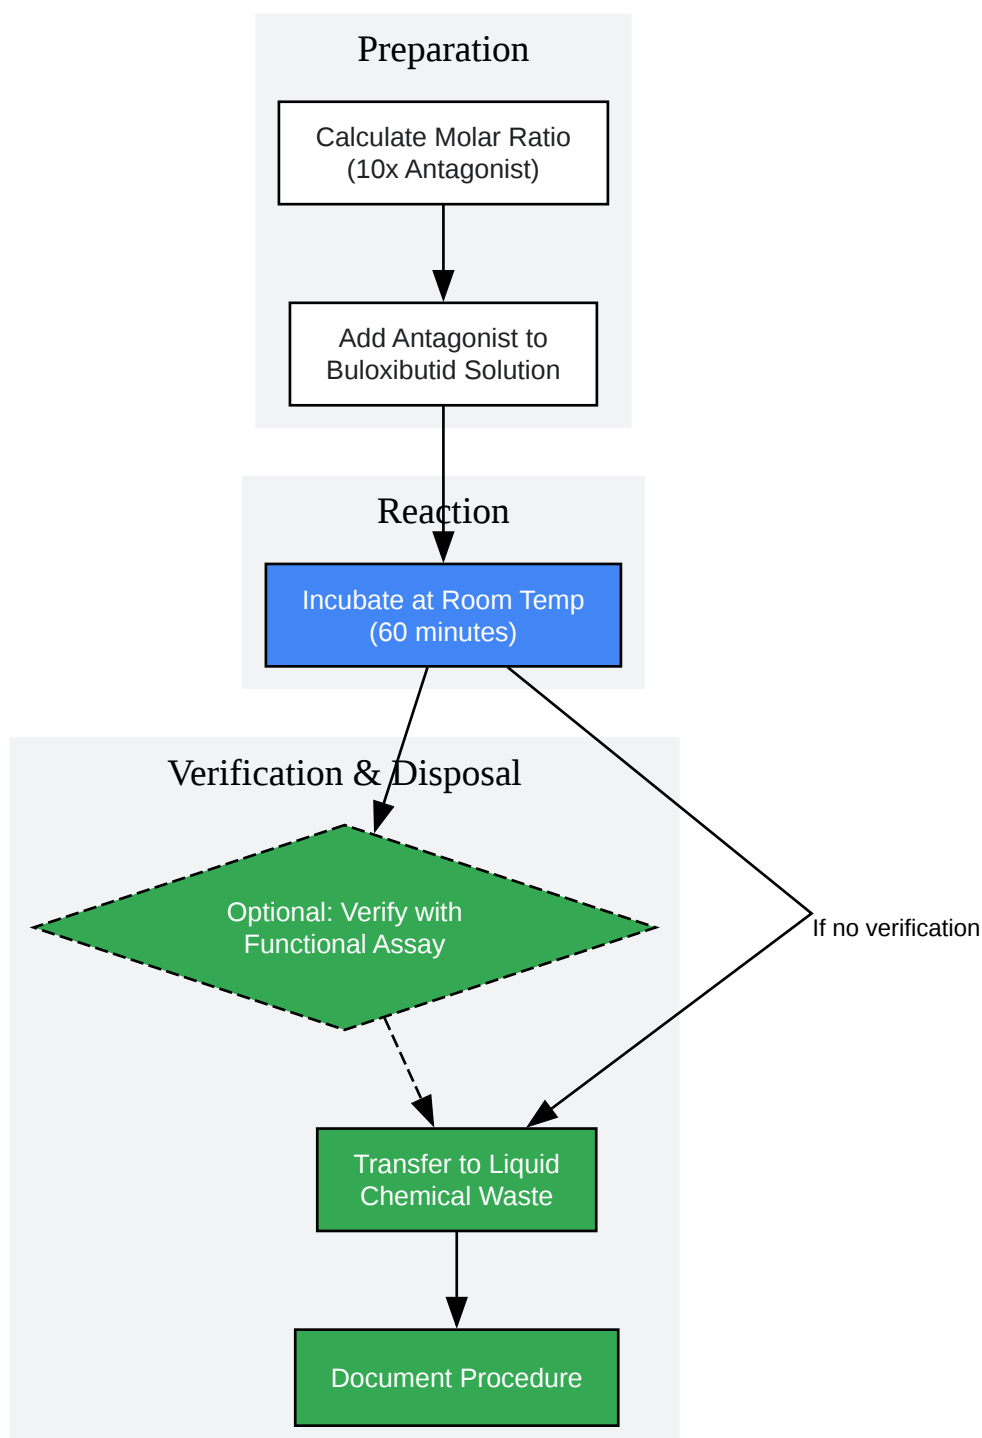 Preparation
Calculate Molar Ratio
(10x Antagonist)
Add Antagonist to
Buloxibutid Solution
Reaction
Incubate at Room Temp
(60 minutes)
Verification & Disposal
Optional: Verify with
Functional Assay
If no verification
Transfer to Liquid
Chemical Waste
Document Procedure